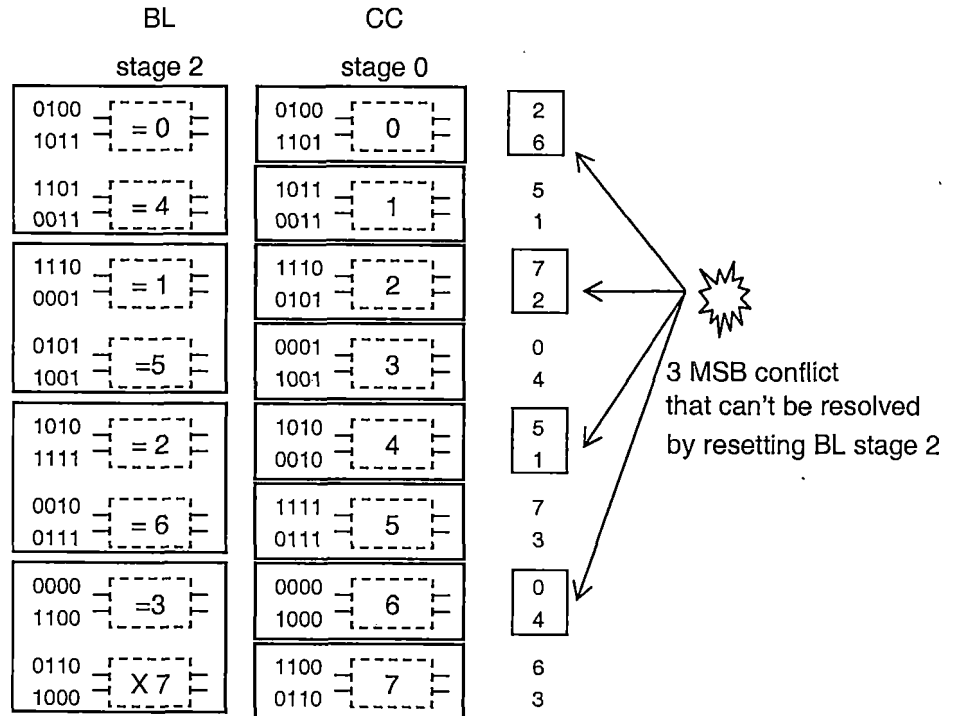 BL CC
stage 2 stage 0
0100 = 0 0100 0 2
1011 1101 6
1101 = 4 1011 1 5
0011 0011 1
1110 = 1 1110 2 7
0001 0101 2
0101 =5 0001 3 0
1001 1001 4
3 MSB conflict
that can't be resolved
by resetting BL stage 2
1010 = 2 1010 4 5
1111 0010 1
0010 = 6 1111 5 7
0111 0111 3
0000 =3 0000 6 0
1100 1000 4
0110 X 7 1100 7 6
1000 0110 3